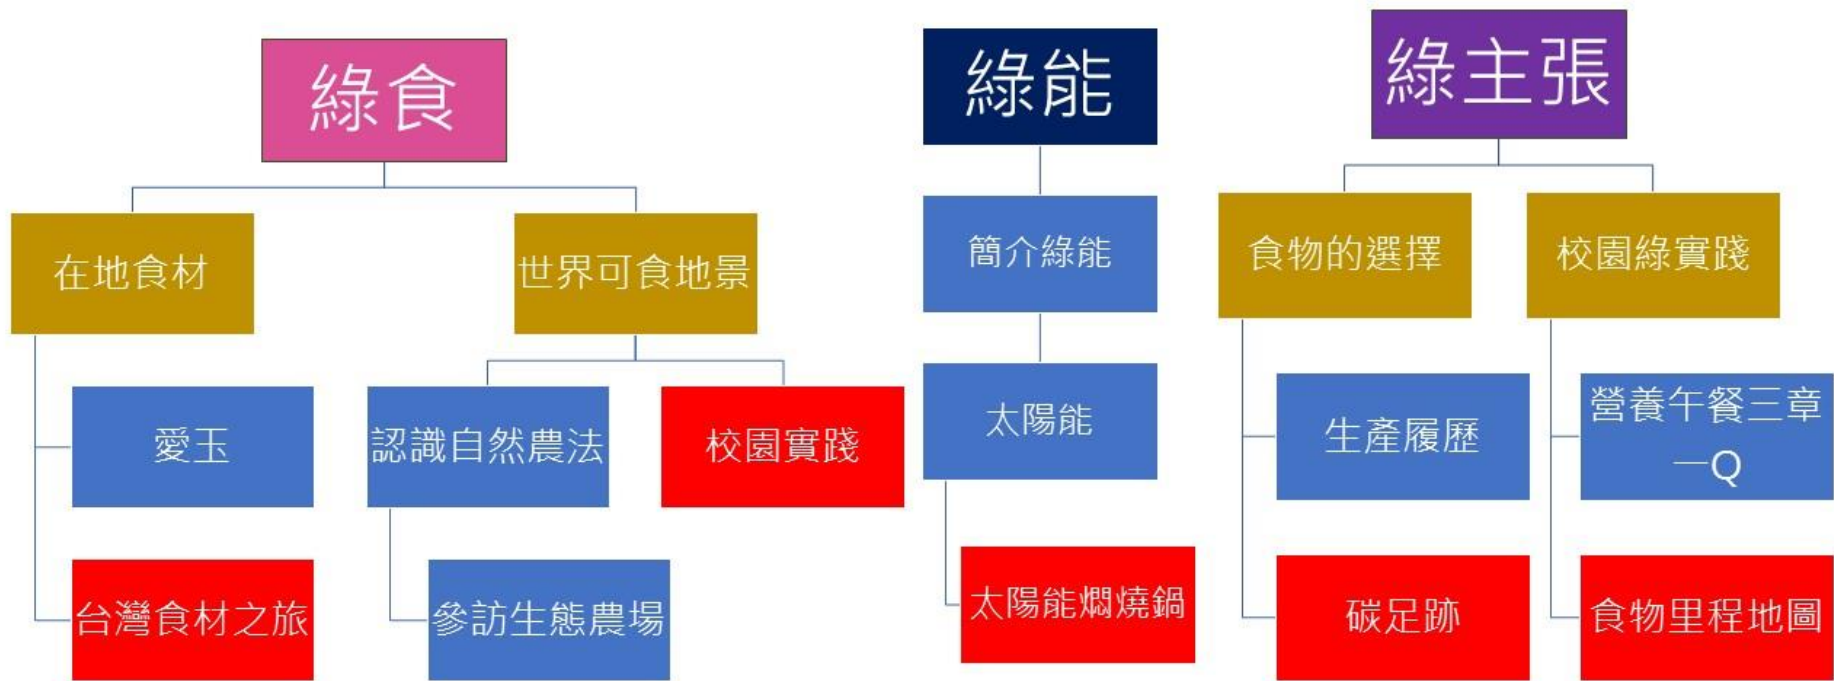 綠食
在地食材
愛玉
台灣食材之旅
世界可食地景
認識自然農法
參訪生態農場
校園實踐
綠能
簡介綠能
太陽能
太陽能燜燒鍋
綠主張
食物的選擇
生產履歷
碳足跡
校園綠實踐
營養午餐三章
一Q
食物里程地圖